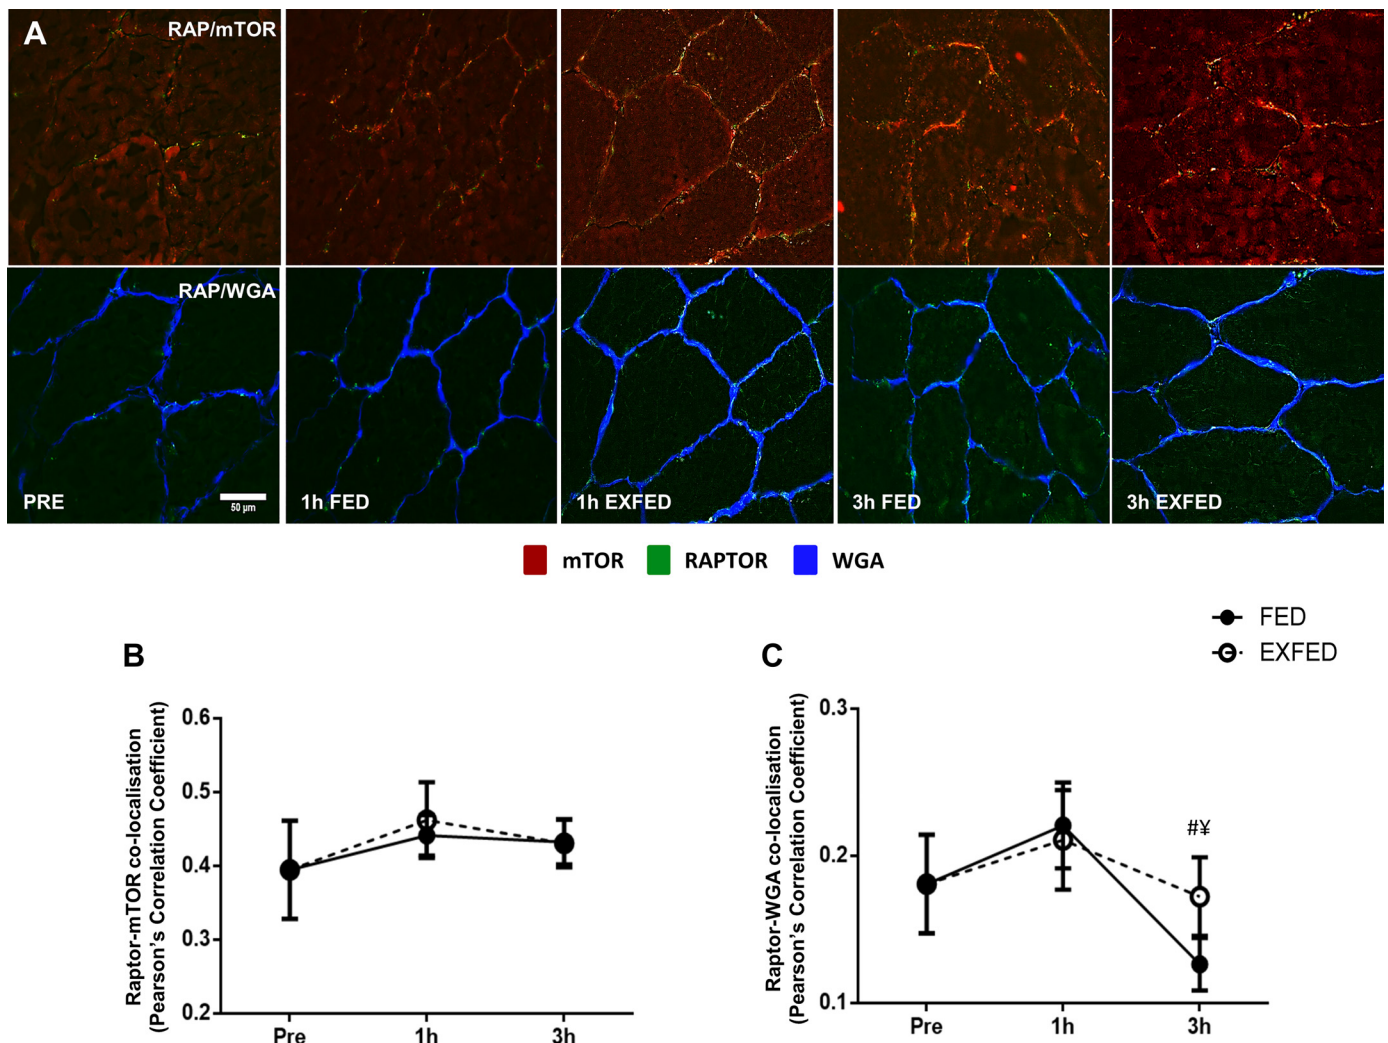 A
RAP/mTOR
RAP/WGA
PRE
50 µm
1h FED
1h EXFED
3h FED
3h EXFED
mTOR
RAPTOR
WGA
FED
EXFED
B
Raptor-mTOR co-localisation
(Pearson's Correlation Coefficient)
0.6
0.5
0.4
0.3
0.2
Pre
1h
3h
C
Raptor-WGA co-localisation
(Pearson's Correlation Coefficient)
0.3
0.2
0.1
#¥
Pre
1h
3h